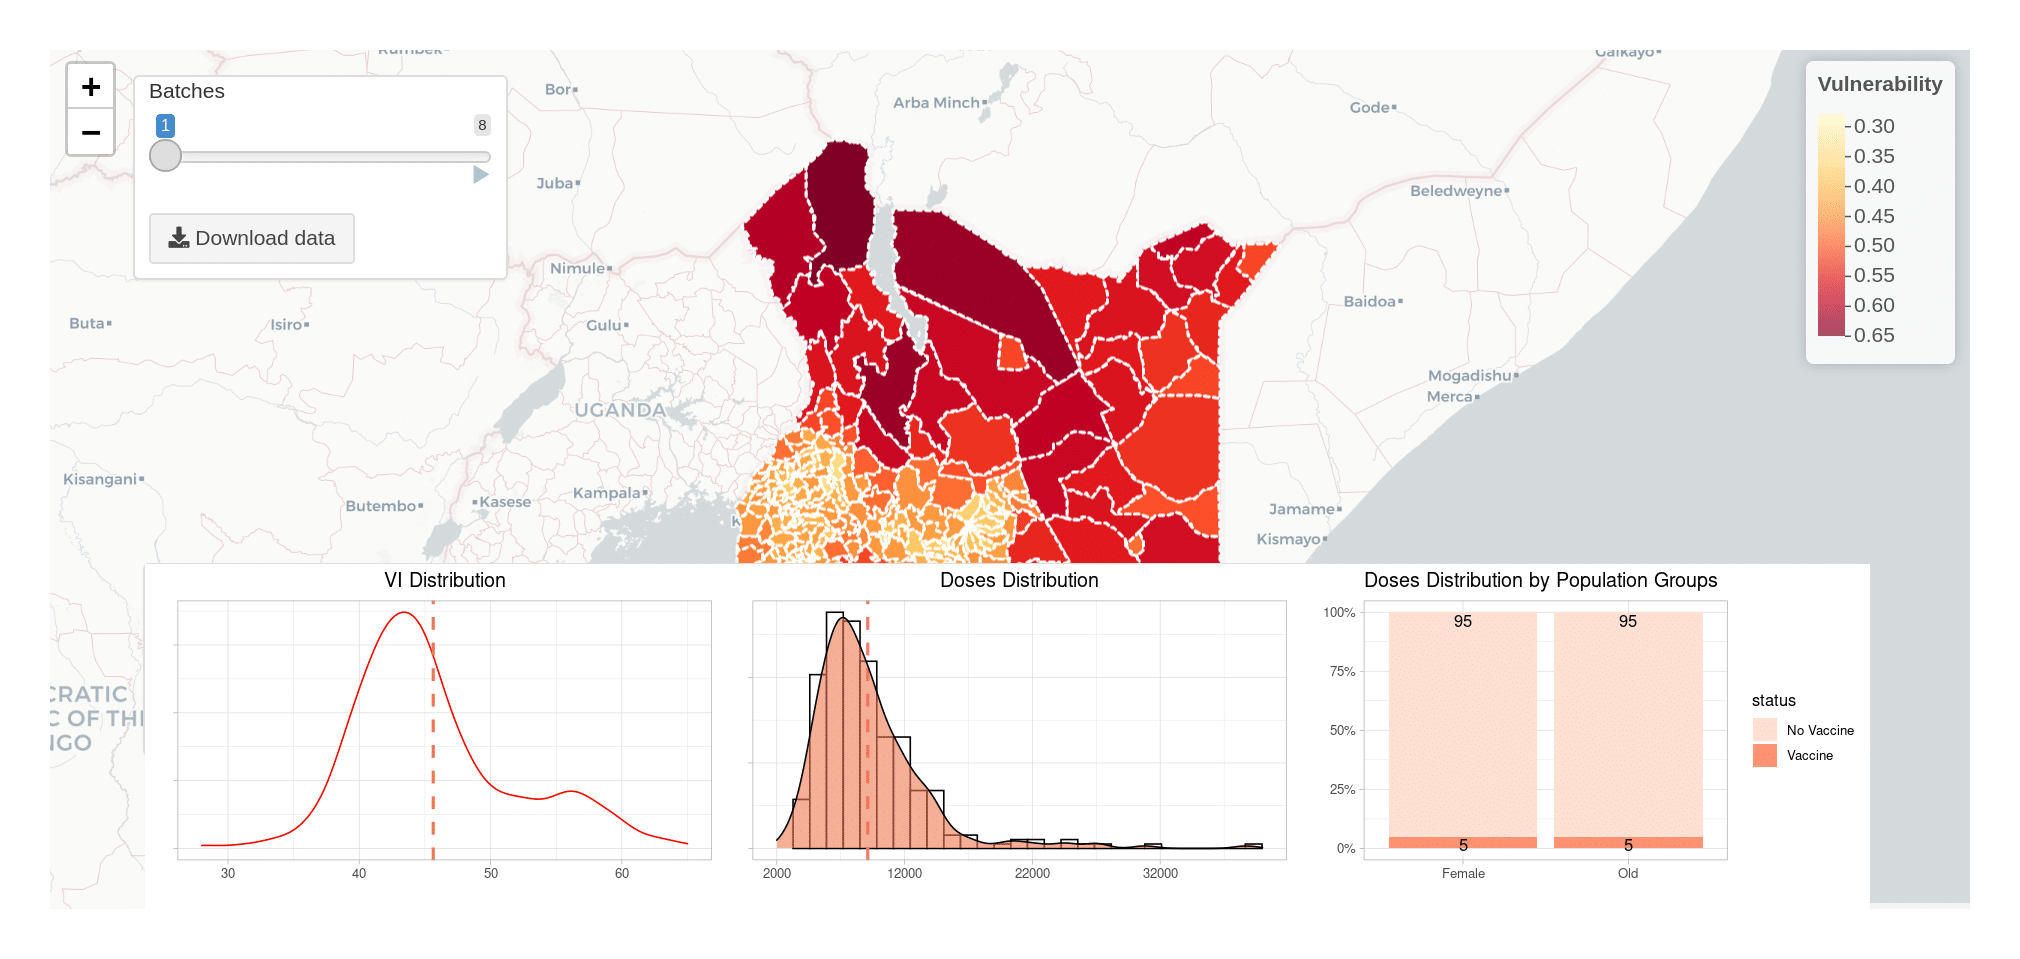 Rumbek
Galkayo
+
−
Batches
1
8
Download data
Bor
Arba Minch
Gode
Juba
Beledweyne
Nimule
Baidoa
Buta
Isiro
Gulu
Mogadishu
Merca
UGANDA
Kisangani
Butembo
Kasese
Kampala
K
Jamame
Kismayo
CRATIC
C OF THE
NGO
Vulnerability
0.30
0.35
0.40
0.45
0.50
0.55
0.60
0.65
VI Distribution
30 40 50 60
Doses Distribution
2000 12000 22000 32000
Doses Distribution by Population Groups
100%
75%
50%
25%
0%
95 95
5 5
Female Old
status
No Vaccine
Vaccine